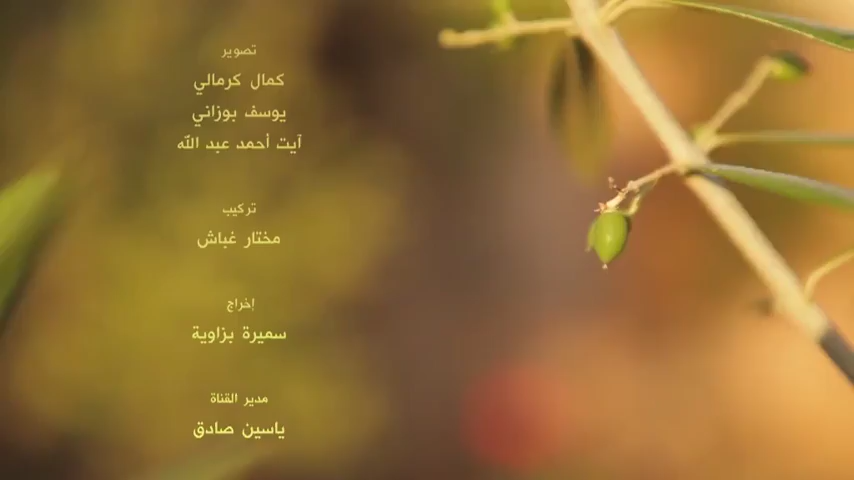 تصوير
كمال كرمالي
يوسف بوزاني
آيت أحمد عبد الله
تركيب
مختار غباش
إخراج
سميرة بزاوية
مدير القناة
ياسين صادق